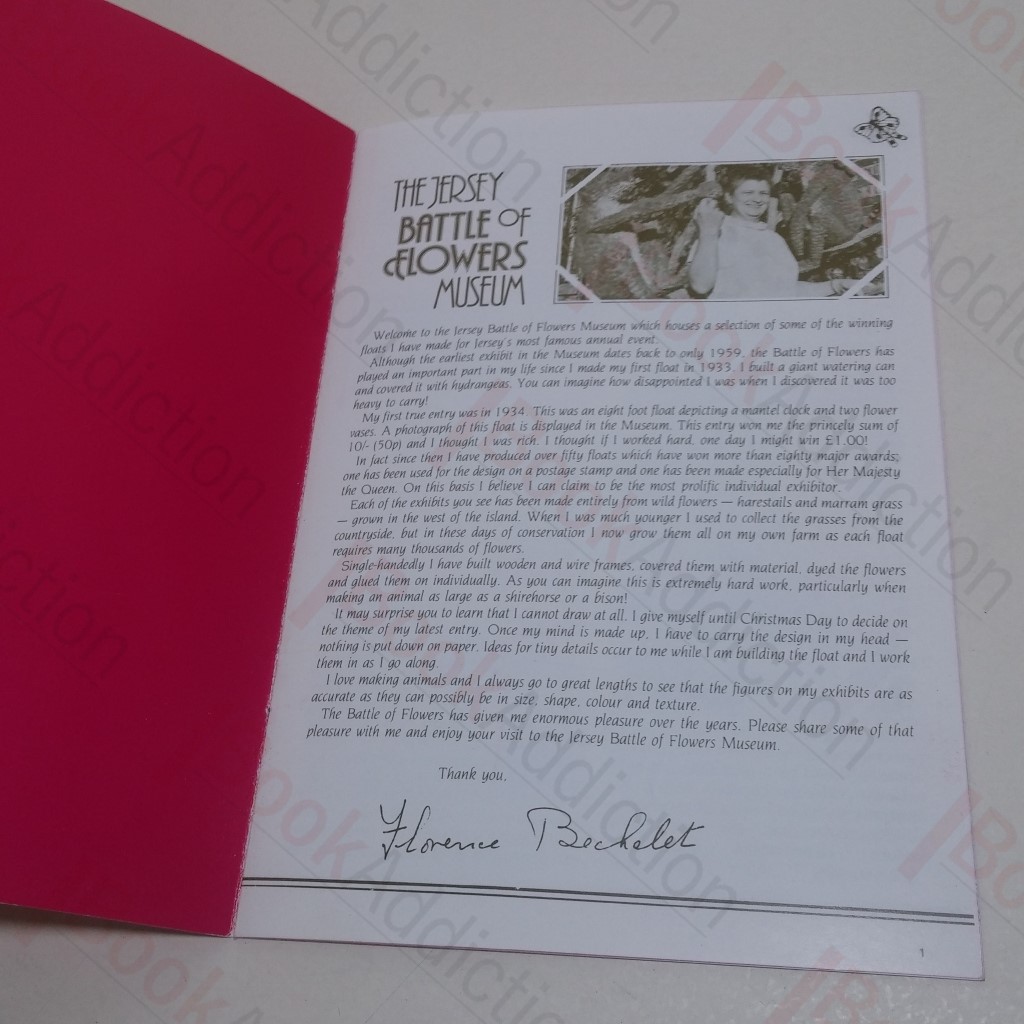 THE JERSEY
BATTLE OF
FLOWERS
MUSEUM
Welcome to the Jersey Battle of Flowers Museum which houses a selection of some of the winning
floats I have made for Jersey's most famous annual event.
Although the earliest exhibit in the Museum dates back to only 1959, the Battle of Flowers has
played an important part in my life since I made my first float in 1933. I built a giant watering can
and covered it with hydrangeas. You can imagine how disappointed I was when I discovered it was too
heavy to carry!
My first true entry was in 1934. This was an eight foot float depicting a mantel clock and two flower
vases. A photograph of this float is displayed in the Museum. This entry won me the princely sum of
10/- (50p) and I thought I was rich. I thought if I worked hard, one day I might win £1.00!
In fact since then I have produced over fifty floats which have won more than eighty major awards;
one has been used for the design on a postage stamp and one has been made especially for Her Majesty
the Queen. On this basis I believe I can claim to be the most prolific individual exhibitor.
Each of the exhibits you see has been made entirely from wild flowers — harestails and marram grass
— grown in the west of the island. When I was much younger I used to collect the grasses from the
countryside, but in these days of conservation I now grow them all on my own farm as each float
requires many thousands of flowers.
Single-handedly I have built wooden and wire frames, covered them with material, dyed the flowers
and glued them on individually. As you can imagine this is extremely hard work, particularly when
making an animal as large as a shirehorse or a bison!
It may surprise you to learn that I cannot draw at all. I give myself until Christmas Day to decide on
the theme of my latest entry. Once my mind is made up, I have to carry the design in my head —
nothing is put down on paper. Ideas for tiny details occur to me while I am building the float and I work
them in as I go along.
I love making animals and I always go to great lengths to see that the figures on my exhibits are as
accurate as they can possibly be in size, shape, colour and texture.
The Battle of Flowers has given me enormous pleasure over the years. Please share some of that
pleasure with me and enjoy your visit to the Jersey Battle of Flowers Museum.
Thank you,
Florence Bechelet
1
Book Addiction